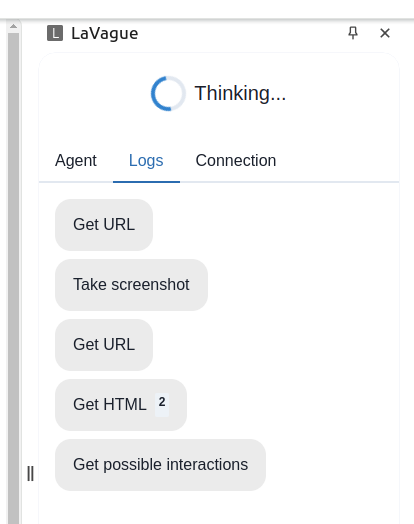 L LaVague
Thinking...
Agent Logs Connection
Get URL
Take screenshot
Get URL
Get HTML 2
Get possible interactions